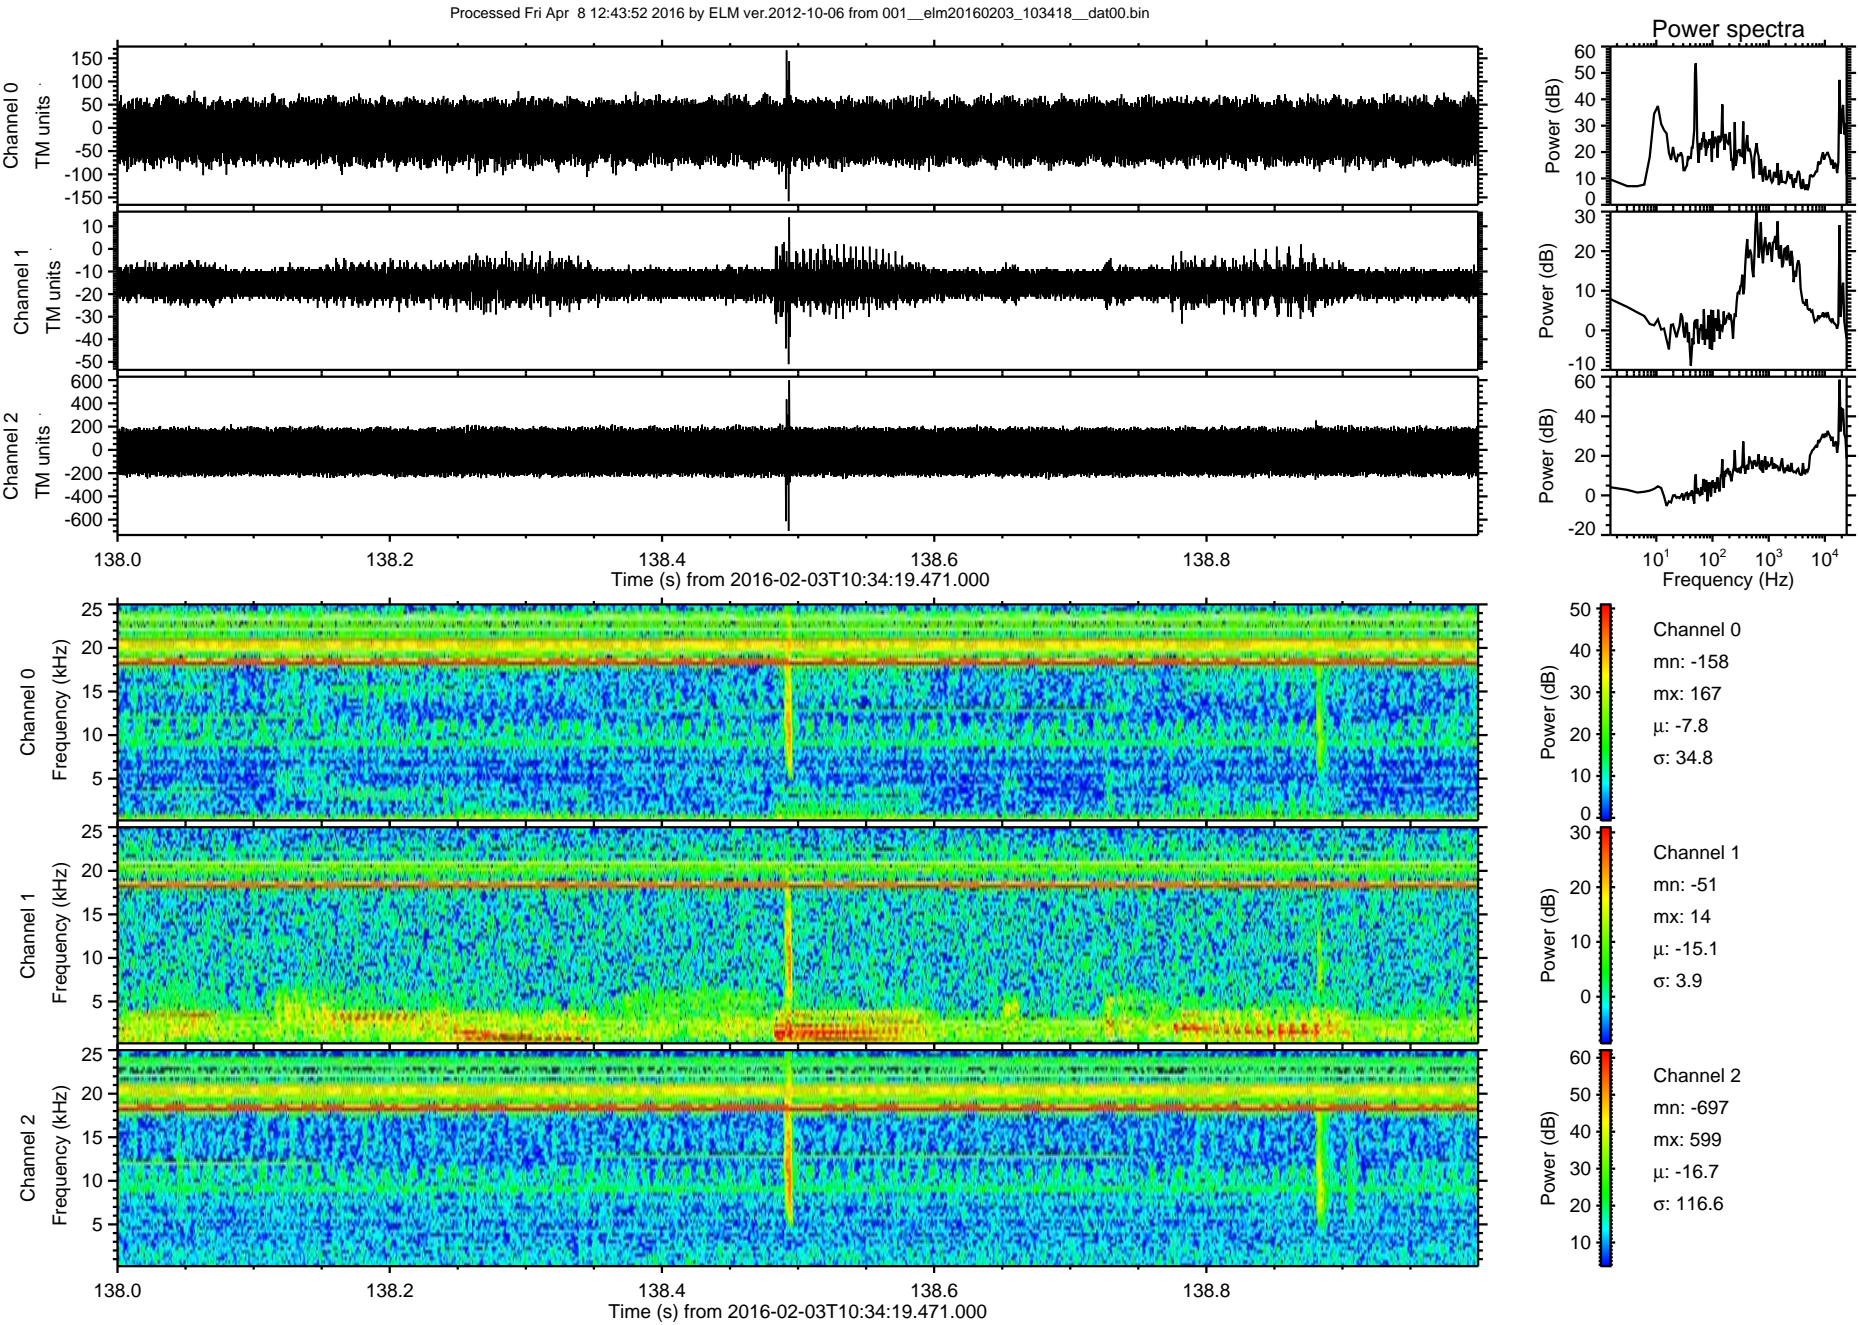 Processed Fri Apr  8 12:43:52 2016 by ELM ver.2012-10-06 from 001__elm20160203_103418__dat00.bin
Power spectra
Channel 0
TM units
150
100
50
0
-50
-100
-150
Power (dB)
60
50
40
30
20
10
0
Channel 1
TM units
10
0
-10
-20
-30
-40
-50
Power (dB)
30
20
10
0
-10
Channel 2
TM units
600
400
200
0
-200
-400
-600
Power (dB)
60
40
20
0
-20
138.0 138.2 138.4 138.6 138.8
Time (s) from 2016-02-03T10:34:19.471.000
10¹ 10² 10³ 10⁴
Frequency (Hz)
Channel 0
Frequency (kHz)
25
20
15
10
5
Power (dB)
50
40
30
20
10
0
Channel 0
mn: -158
mx: 167
μ: -7.8
σ: 34.8
Channel 1
Frequency (kHz)
25
20
15
10
5
Power (dB)
30
20
10
0
Channel 1
mn: -51
mx: 14
μ: -15.1
σ: 3.9
Channel 2
Frequency (kHz)
25
20
15
10
5
Power (dB)
60
50
40
30
20
10
Channel 2
mn: -697
mx: 599
μ: -16.7
σ: 116.6
138.0 138.2 138.4 138.6 138.8
Time (s) from 2016-02-03T10:34:19.471.000